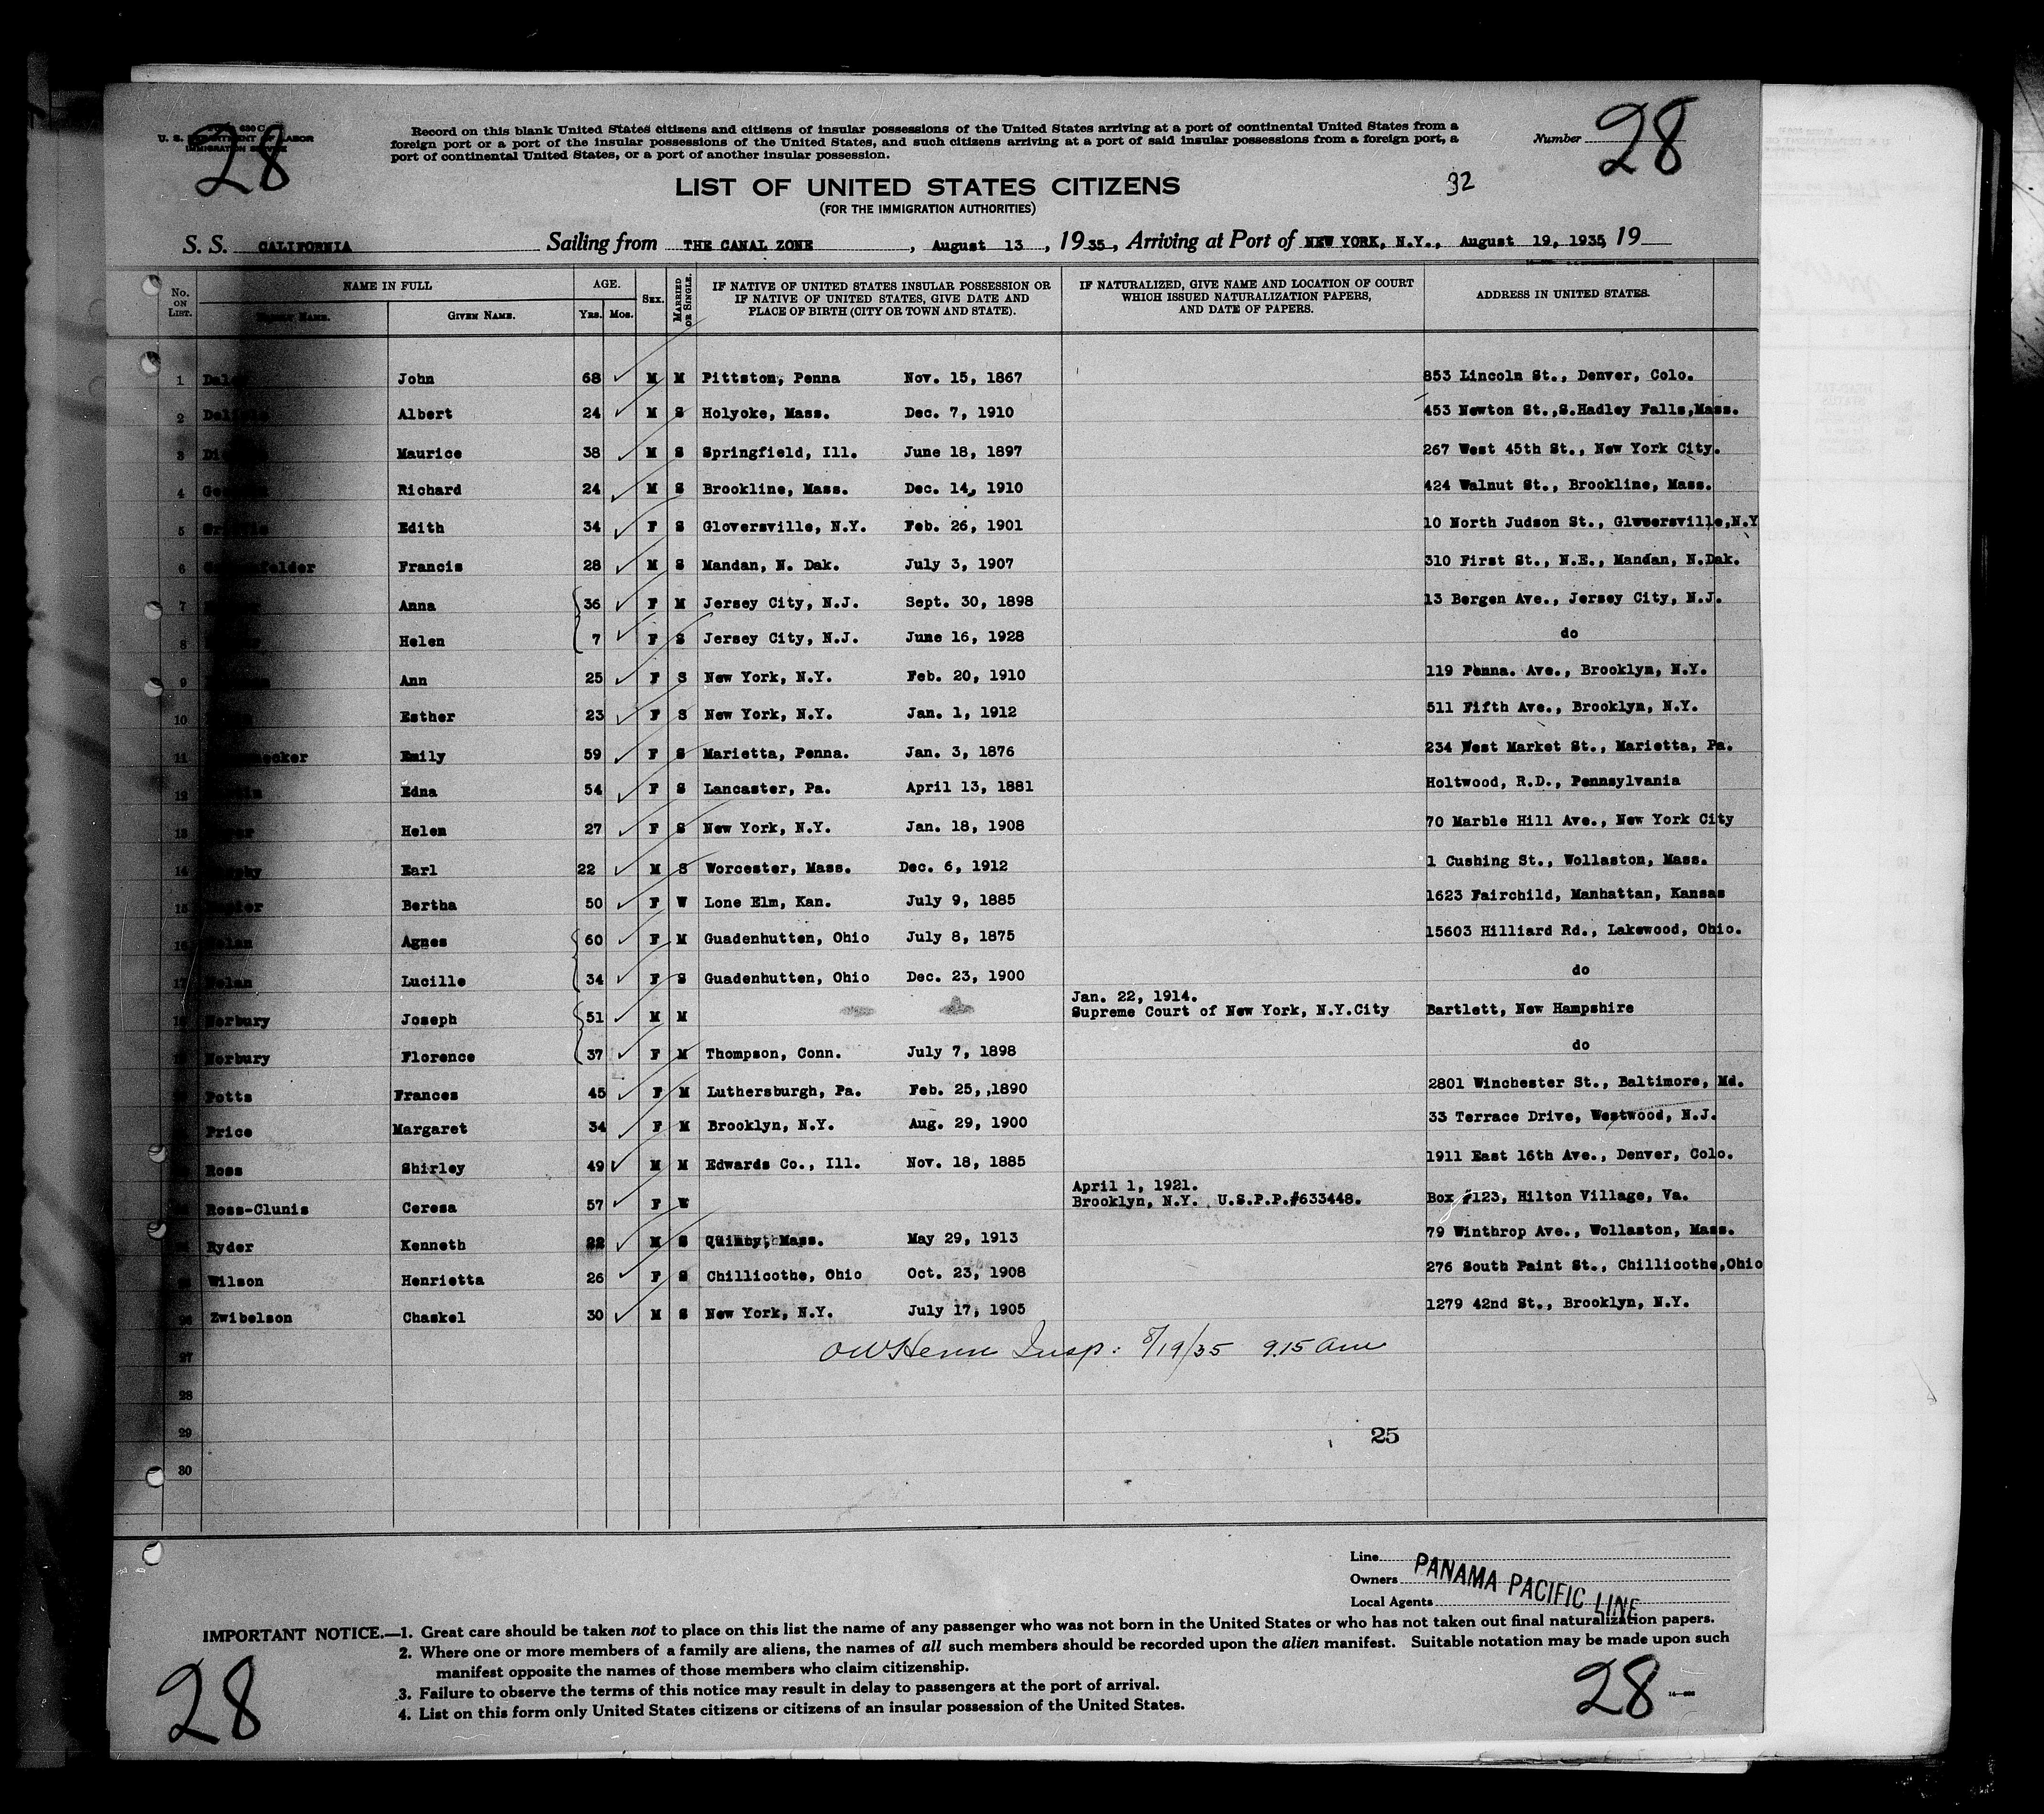 28
U. S. DEPARTMENT OF LABOR
IMMIGRATION SERVICE
Record on this blank United States citizens and citizens of insular possessions of the United States arriving at a port of continental United States from a
foreign port or a port of the insular possessions of the United States, and such citizens arriving at a port of said insular possessions from a foreign port, a
port of continental United States, or a port of another insular possession.
Number 28
LIST OF UNITED STATES CITIZENS
(FOR THE IMMIGRATION AUTHORITIES)
S. S. CALIFORNIA Sailing from THE CANAL ZONE, August 13, 1935, Arriving at Port of NEW YORK, N.Y., August 19, 1935, 19
No. ON LIST. NAME IN FULL FAMILY NAME. GIVEN NAME. AGE. Yrs. Mos. SEX. MARRIED OR SINGLE. IF NATIVE OF UNITED STATES INSULAR POSSESSION OR IF NATIVE OF UNITED STATES, GIVE DATE AND PLACE OF BIRTH (CITY OR TOWN AND STATE). IF NATURALIZED, GIVE NAME AND LOCATION OF COURT WHICH ISSUED NATURALIZATION PAPERS, AND DATE OF PAPERS. ADDRESS IN UNITED STATES.
1 John 68 M M Pittston, Penna Nov. 15, 1867 853 Lincoln St., Denver, Colo.
2 Albert 24 M S Holyoke, Mass. Dec. 7, 1910 453 Newton St.,S.Hadley Falls,Mass.
3 Maurice 38 M S Springfield, Ill. June 18, 1897 267 West 45th St., New York City.
4 Richard 24 M S Brookline, Mass. Dec. 14, 1910 424 Walnut St., Brookline, Mass.
5 Edith 34 F S Gloversville, N.Y. Feb. 26, 1901 10 North Judson St., Gloversville,N.Y
6 Francis 28 M S Mandan, N. Dak. July 3, 1907 310 First St., N.E., Mandan, N.Dak.
7 Anna 36 F M Jersey City, N.J. Sept. 30, 1898 13 Bergen Ave., Jersey City, N.J.
8 Helen 7 F S Jersey City, N.J. June 16, 1928 do
9 Ann 25 F S New York, N.Y. Feb. 20, 1910 119 Penna. Ave., Brooklyn, N.Y.
10 Esther 23 F S New York, N.Y. Jan. 1, 1912 511 Fifth Ave., Brooklyn, N.Y.
11 Emily 59 F S Marietta, Penna. Jan. 3, 1876 234 West Market St., Marietta, Pa.
12 Edna 54 F S Lancaster, Pa. April 13, 1881 Holtwood, R.D., Pennsylvania
13 Helen 27 F S New York, N.Y. Jan. 18, 1908 70 Marble Hill Ave., New York City
14 Earl 22 M S Worcester, Mass. Dec. 6, 1912 1 Cushing St., Wollaston, Mass.
15 Bertha 50 F W Lone Elm, Kan. July 9, 1885 1623 Fairchild, Manhattan, Kansas
16 Nolan Agnes 60 F M Guadenhutten, Ohio July 8, 1875 15603 Hilliard Rd., Lakewood, Ohio.
17 Nolan Lucille 34 F S Guadenhutten, Ohio Dec. 23, 1900 do
18 Norbury Joseph 51 M M Jan. 22, 1914. Supreme Court of New York, N.Y.City Bartlett, New Hampshire
19 Norbury Florence 37 F M Thompson, Conn. July 7, 1898 do
Potts Frances 45 F M Luthersburgh, Pa. Feb. 25,,1890 2801 Winchester St., Baltimore, Md.
Price Margaret 34 F M Brooklyn, N.Y. Aug. 29, 1900 33 Terrace Drive, Westwood, N.J.
Ross Shirley 49 M M Edwards Co., Ill. Nov. 18, 1885 1911 East 16th Ave., Denver, Colo.
Ross-Clunis Ceresa 57 F W April 1, 1921. Brooklyn, N.Y. U.S.P.P.#633448. Box #123, Hilton Village, Va.
Ryder Kenneth 22 M S Quincy, Mass. May 29, 1913 79 Winthrop Ave., Wollaston, Mass.
Wilson Henrietta 26 F S Chillicothe, Ohio Oct. 23, 1908 276 South Paint St., Chillicothe,Ohio
26 Zwibelson Chaskel 30 M S New York, N.Y. July 17, 1905 1279 42nd St., Brooklyn, N.Y.
27 Insp: 8/19/35 9.15 am
28
29 25
30
Line
Owners PANAMA PACIFIC LINE
Local Agents
IMPORTANT NOTICE.—1. Great care should be taken not to place on this list the name of any passenger who was not born in the United States or who has not taken out final naturalization papers.
2. Where one or more members of a family are aliens, the names of all such members should be recorded upon the alien manifest. Suitable notation may be made upon such
manifest opposite the names of those members who claim citizenship.
3. Failure to observe the terms of this notice may result in delay to passengers at the port of arrival.
4. List on this form only United States citizens or citizens of an insular possession of the United States.
28
28